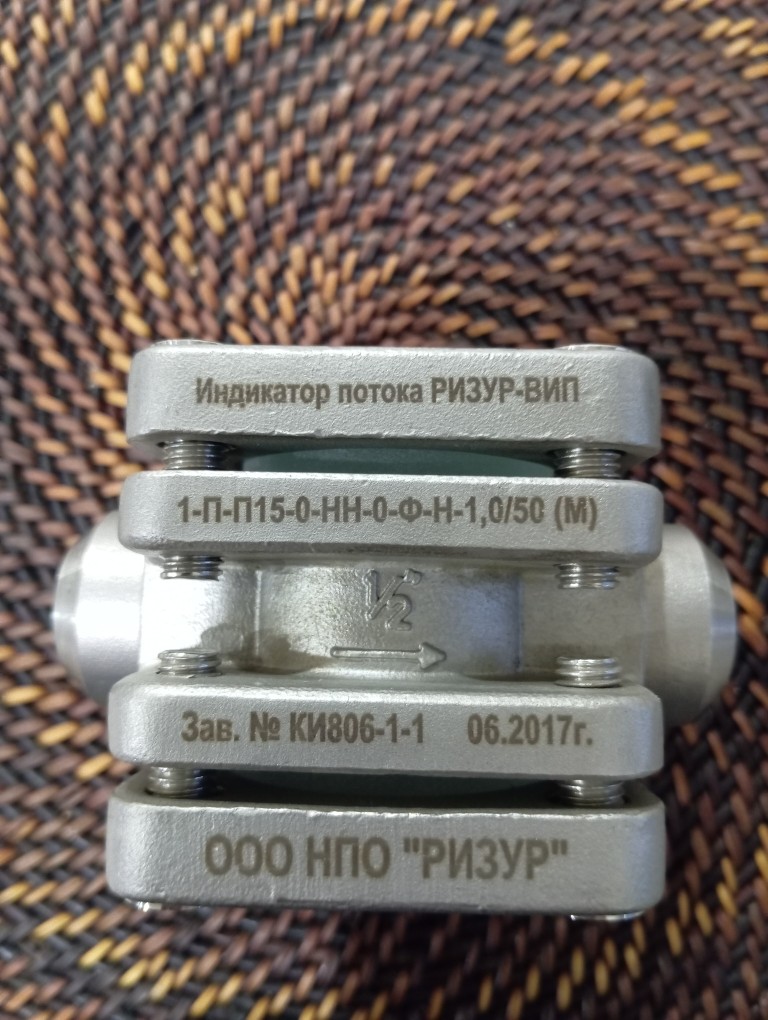 Индикатор потока РИЗУР-ВИП
1-П-П15-0-НН-0-Ф-Н-1,0/50 (М)
1/2"
Зав. № КИ806-1-1 06.2017г.
ООО НПО "РИЗУР"